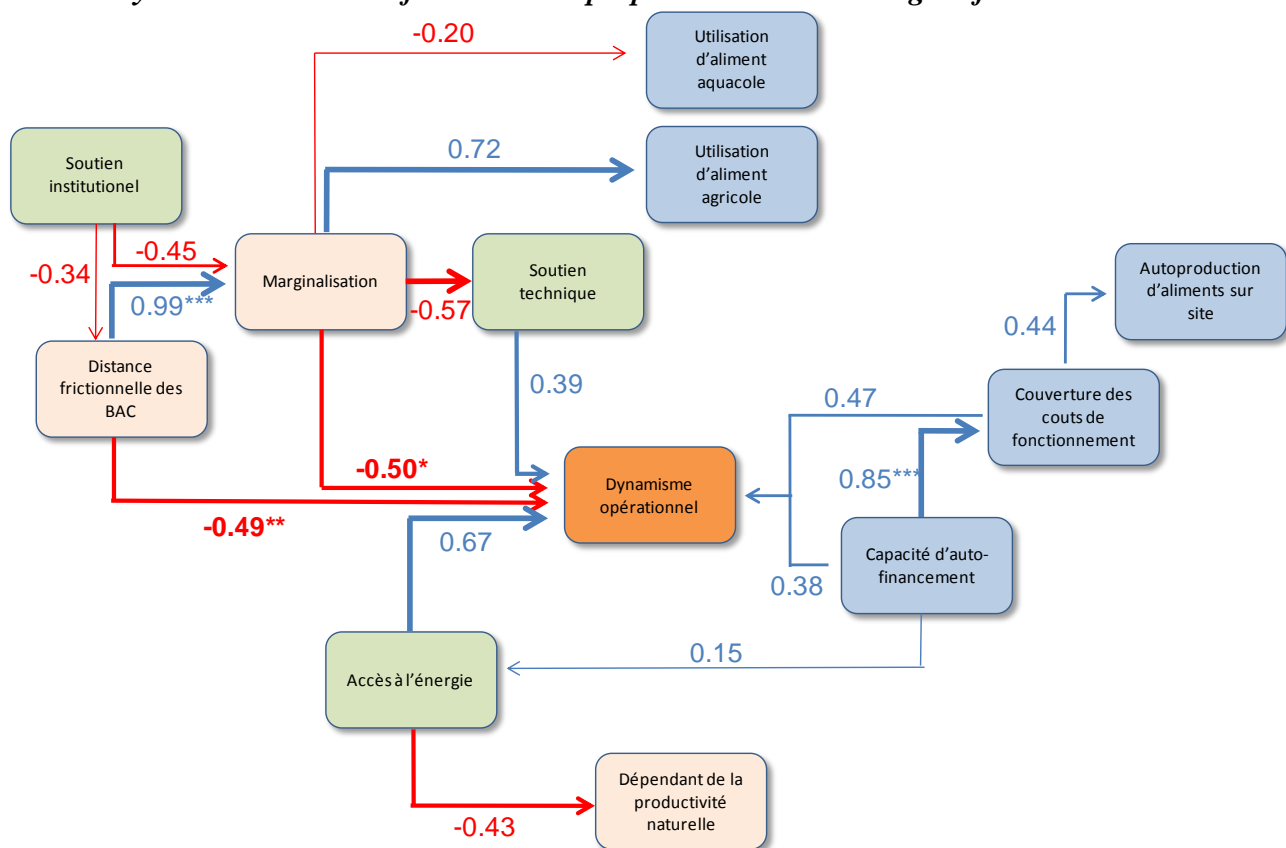 -0.20
Utilisation
d'aliment
aquacole
Soutien
institutionel
0.72
Utilisation
d'aliment
agricole
-0.45
-0.34
0.99***
Marginalisation
-0.57
Soutien
technique
Autoproduction
d'aliments sur
site
0.44
Distance
frictionnelle des
BAC
0.39
0.47
Couverture des
couts de
fonctionnement
-0.50*
0.85***
Dynamisme
opérationnel
-0.49**
0.67
0.38
Capacité d'auto-
financement
0.15
Accès à l'énergie
-0.43
Dépendant de la
productivité
naturelle